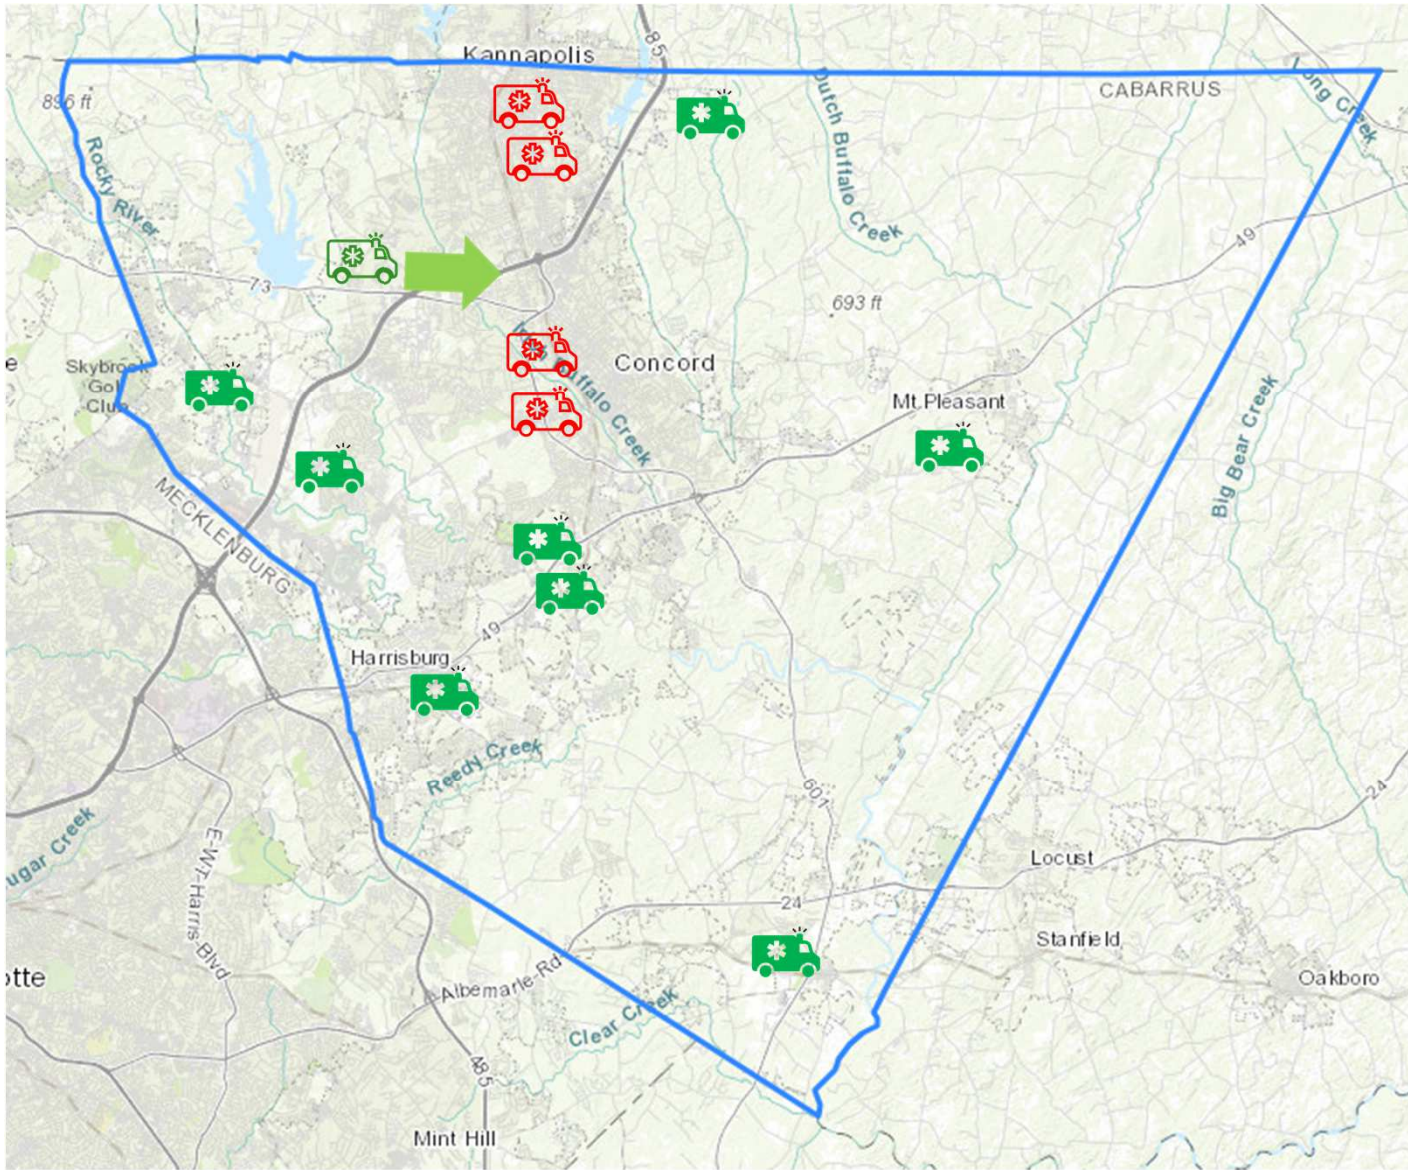 85
Kannapolis
CABARRUS
Long Creek
896 ft
Dutch Buffalo Creek
Rocky River
49
73
693 ft
e
Skybrook
Golf
Club
Irish Buffalo Creek
Concord
Mt Pleasant
Big Bear Creek
MECKLENBURG
49
Harrisburg
Reedy Creek
601
24
ugar Creek
E-W-T-Harris-Blvd
Locust
24
Stanfield
otte
Albemarle-Rd
Oakboro
Clear Creek
485
Mint Hill